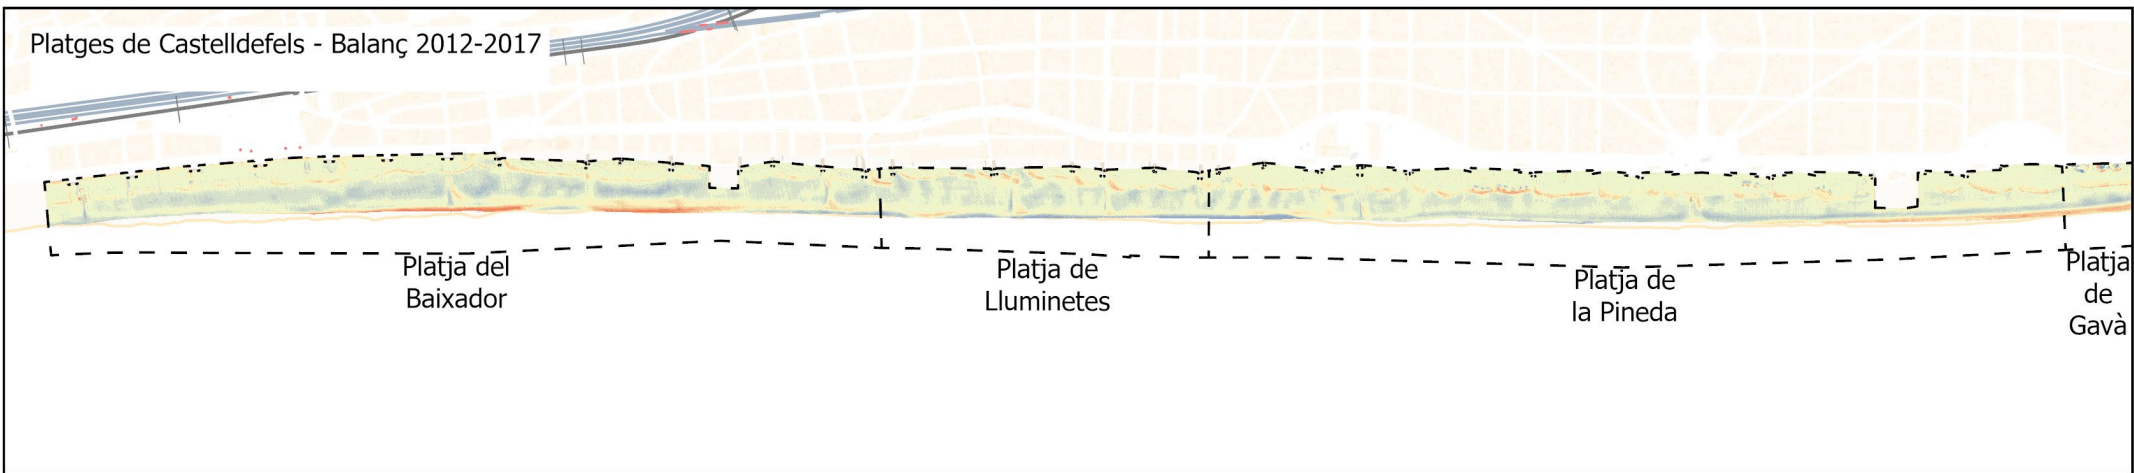 Platges de Castelldefels - Balanç 2012-2017
Platja del
Baixador
Platja de
Lluminetes
Platja de
la Pineda
Platja
de
Gavà